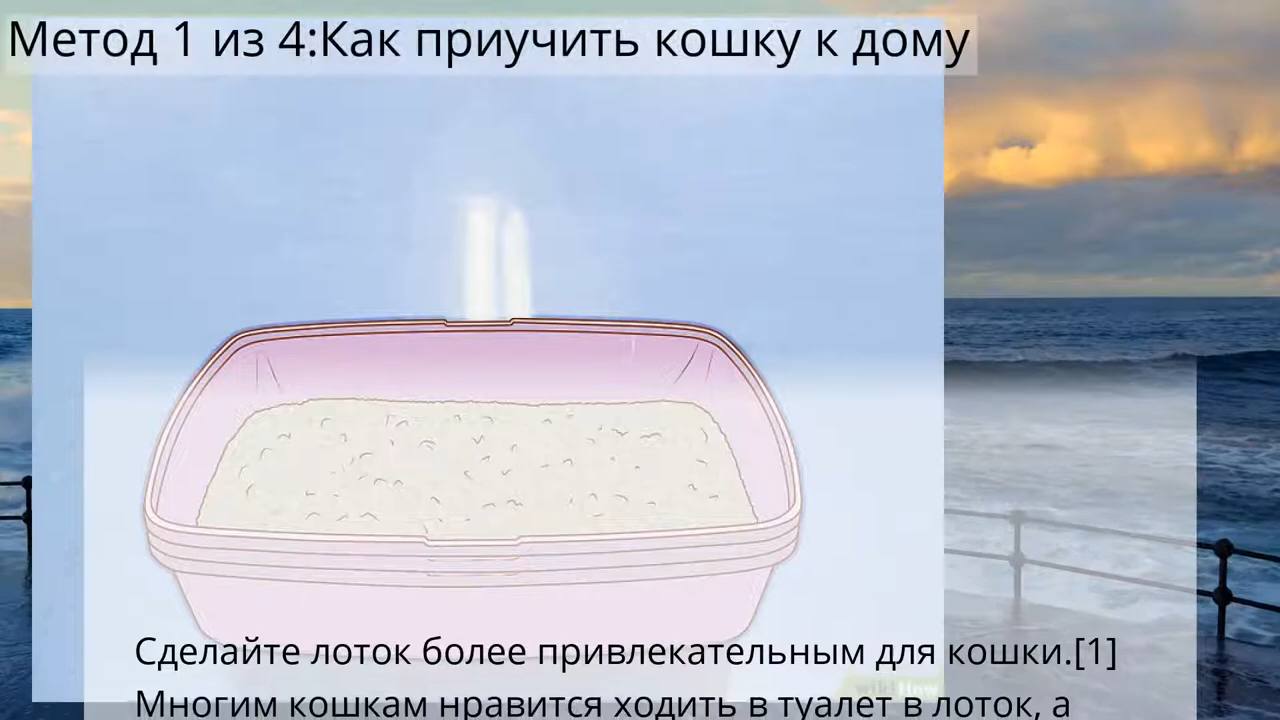 Метод 1 из 4:Как приучить кошку к дому
Сделайте лоток более привлекательным для кошки.[1]
wikiHow
Многим кошкам нравится ходить в туалет в лоток, а